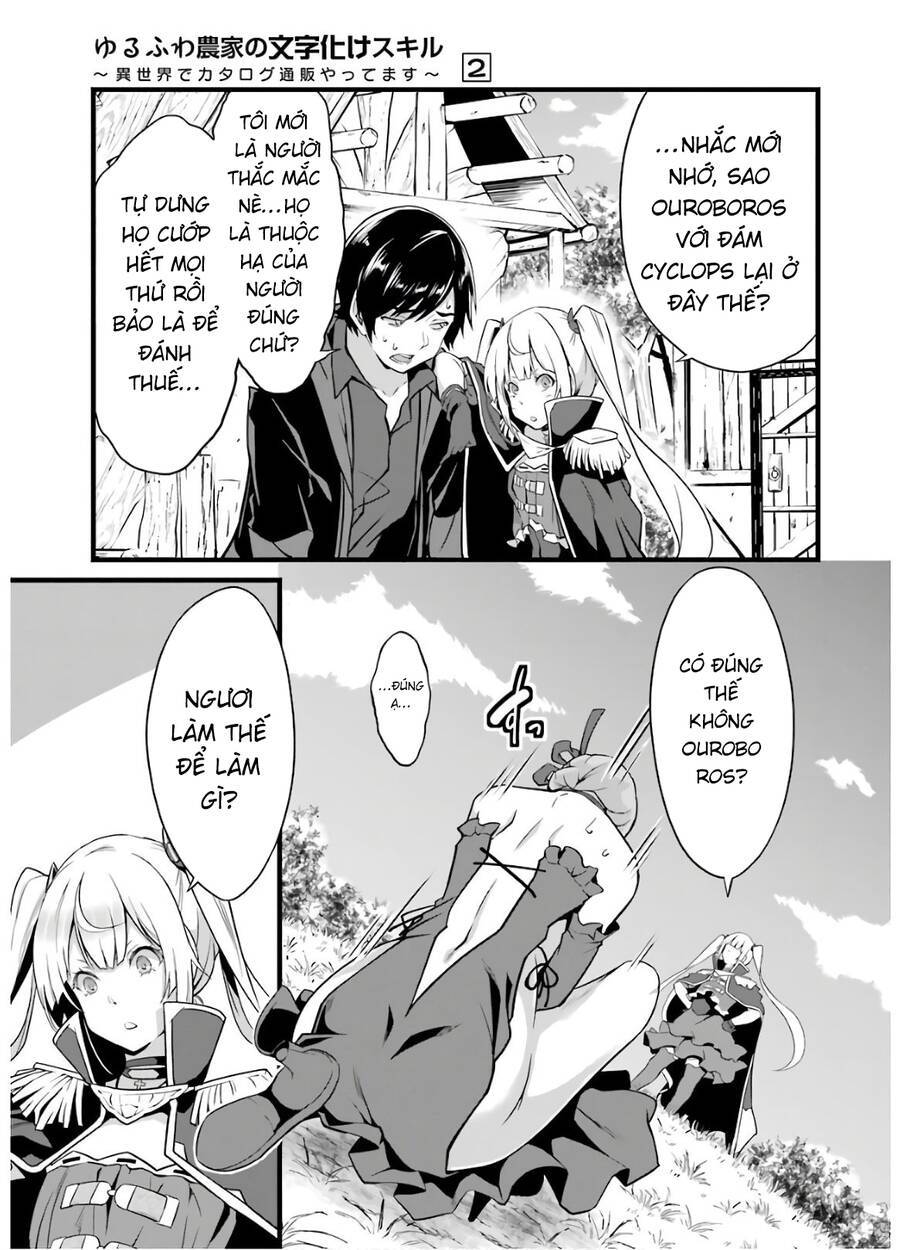 ゆるふわ農家の文字化けスキル
～異世界でカタログ通販やってます～
2
...NHẮC MỚI
NHỚ, SAO
OUROBOROS
VỚI ĐÁM
CYCLOPS LẠI Ở
ĐÂY THẾ?
TÔI MỚI
LÀ NGƯỜI
THẮC MẮC
NÈ...HỌ
LÀ THUỘC
HẠ CỦA
NGƯỜI
ĐÚNG
CHỨ?
TỰ DƯNG
HỌ CƯỚP
HẾT MỌI
THỨ RỒI
BẢO LÀ ĐỂ
ĐÁNH
THUẾ...
CÓ ĐÚNG
THẾ
KHÔNG
OUROBO
ROS?
...ĐÚNG
Ạ...
NGƯƠI
LÀM THẾ
ĐỂ LÀM
GÌ?